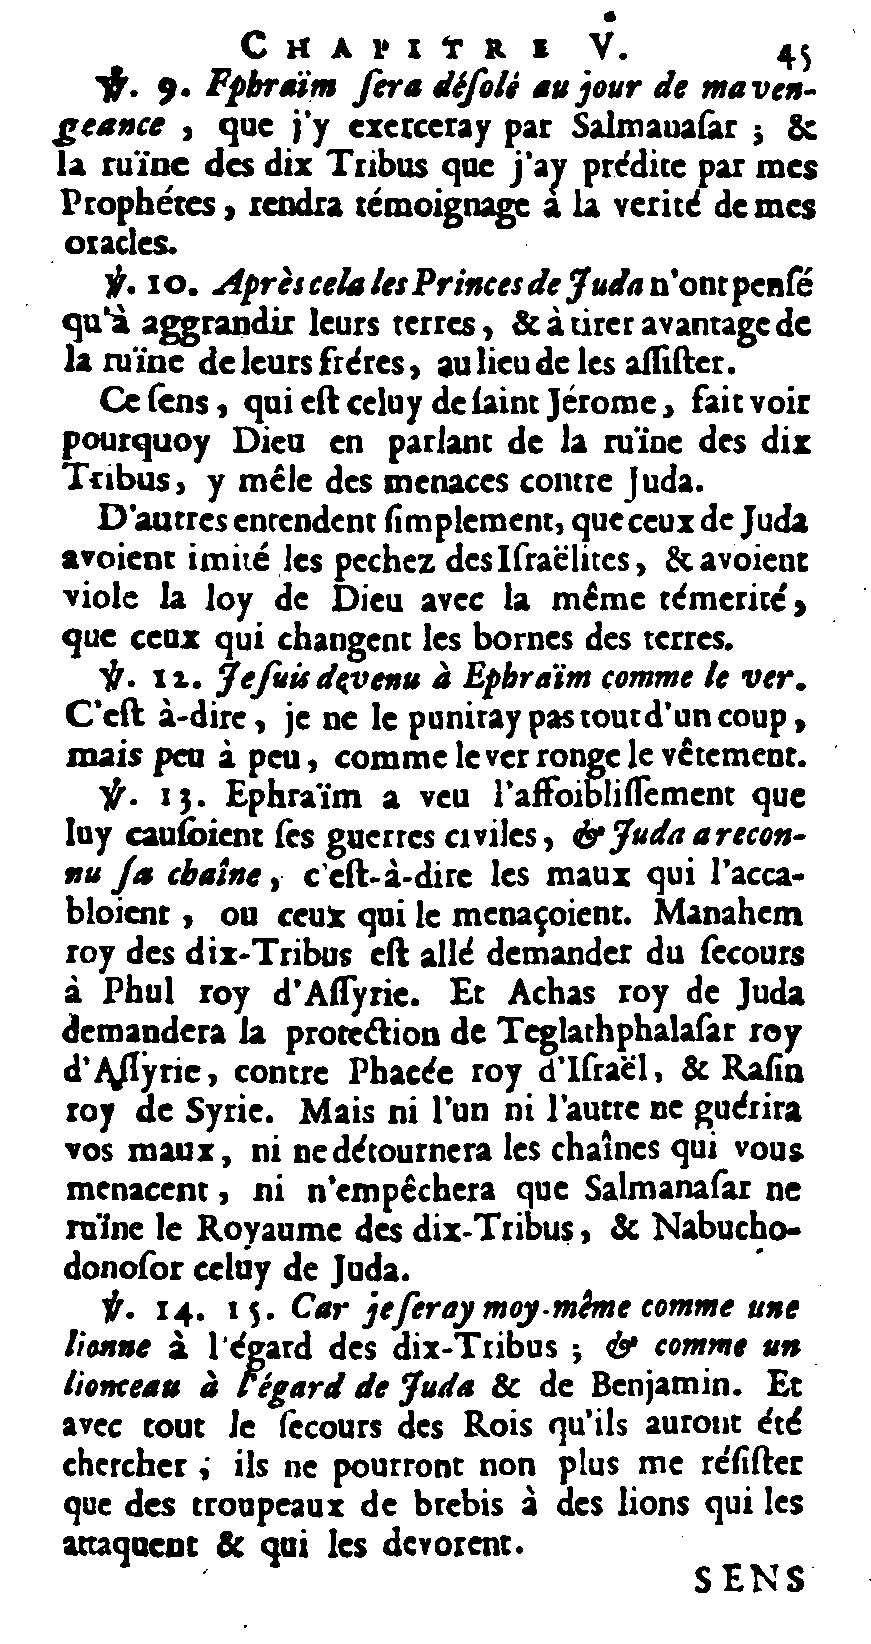 CHAPITRE V. 45
℣. 9. Ephraïm ſera déſolé au jour de ma ven-
geance, que j'y exerceray par Salmanaſar; &
la ruïne des dix Tribus que j'ay prédite par mes
Prophétes, rendra témoignage à la verité de mes
oracles.
℣. 10. Après cela les Princes de Juda n'ont penſé
qu'à aggrandir leurs terres, & à tirer avantage de
la ruïne de leurs fréres, au lieu de les aſſiſter.
Ce ſens, qui eſt celuy de ſaint Jérome, fait voir
pourquoy Dieu en parlant de la ruïne des dix
Tribus, y mêle des menaces contre Juda.
D'autres entendent ſimplement, que ceux de Juda
avoient imité les pechez des Iſraëlites, & avoient
viole la loy de Dieu avec la même témerité,
que ceux qui changent les bornes des terres.
℣. 12. Je ſuis devenu à Ephraïm comme le ver.
C'eſt à-dire, je ne le puniray pas tout d'un coup,
mais peu à peu, comme le ver ronge le vêtement.
℣. 13. Ephraïm a veu l'affoibliſſement que
luy cauſoient ſes guerres civiles, & Juda a recon-
nu ſa chaîne, c'eſt-à-dire les maux qui l'acca-
bloient, ou ceux qui le menaçoient. Manahem
roy des dix-Tribus eſt allé demander du ſecours
à Phul roy d'Aſſyrie. Et Achas roy de Juda
demandera la protection de Teglathphalaſar roy
d'Aſſyrie, contre Phacée roy d'Iſraël, & Raſin
roy de Syrie. Mais ni l'un ni l'autre ne guérira
vos maux, ni ne détournera les chaînes qui vous
menacent, ni n'empêchera que Salmanaſar ne
ruïne le Royaume des dix-Tribus, & Nabucho-
donoſor celuy de Juda.
℣. 14. 15. Car je ſeray moy-même comme une
lionne à l'égard des dix-Tribus; & comme un
lionceau à l'égard de Juda & de Benjamin. Et
avec tout le ſecours des Rois qu'ils auront été
chercher; ils ne pourront non plus me réſiſter
que des troupeaux de brebis à des lions qui les
attaquent & qui les devorent.
SENS